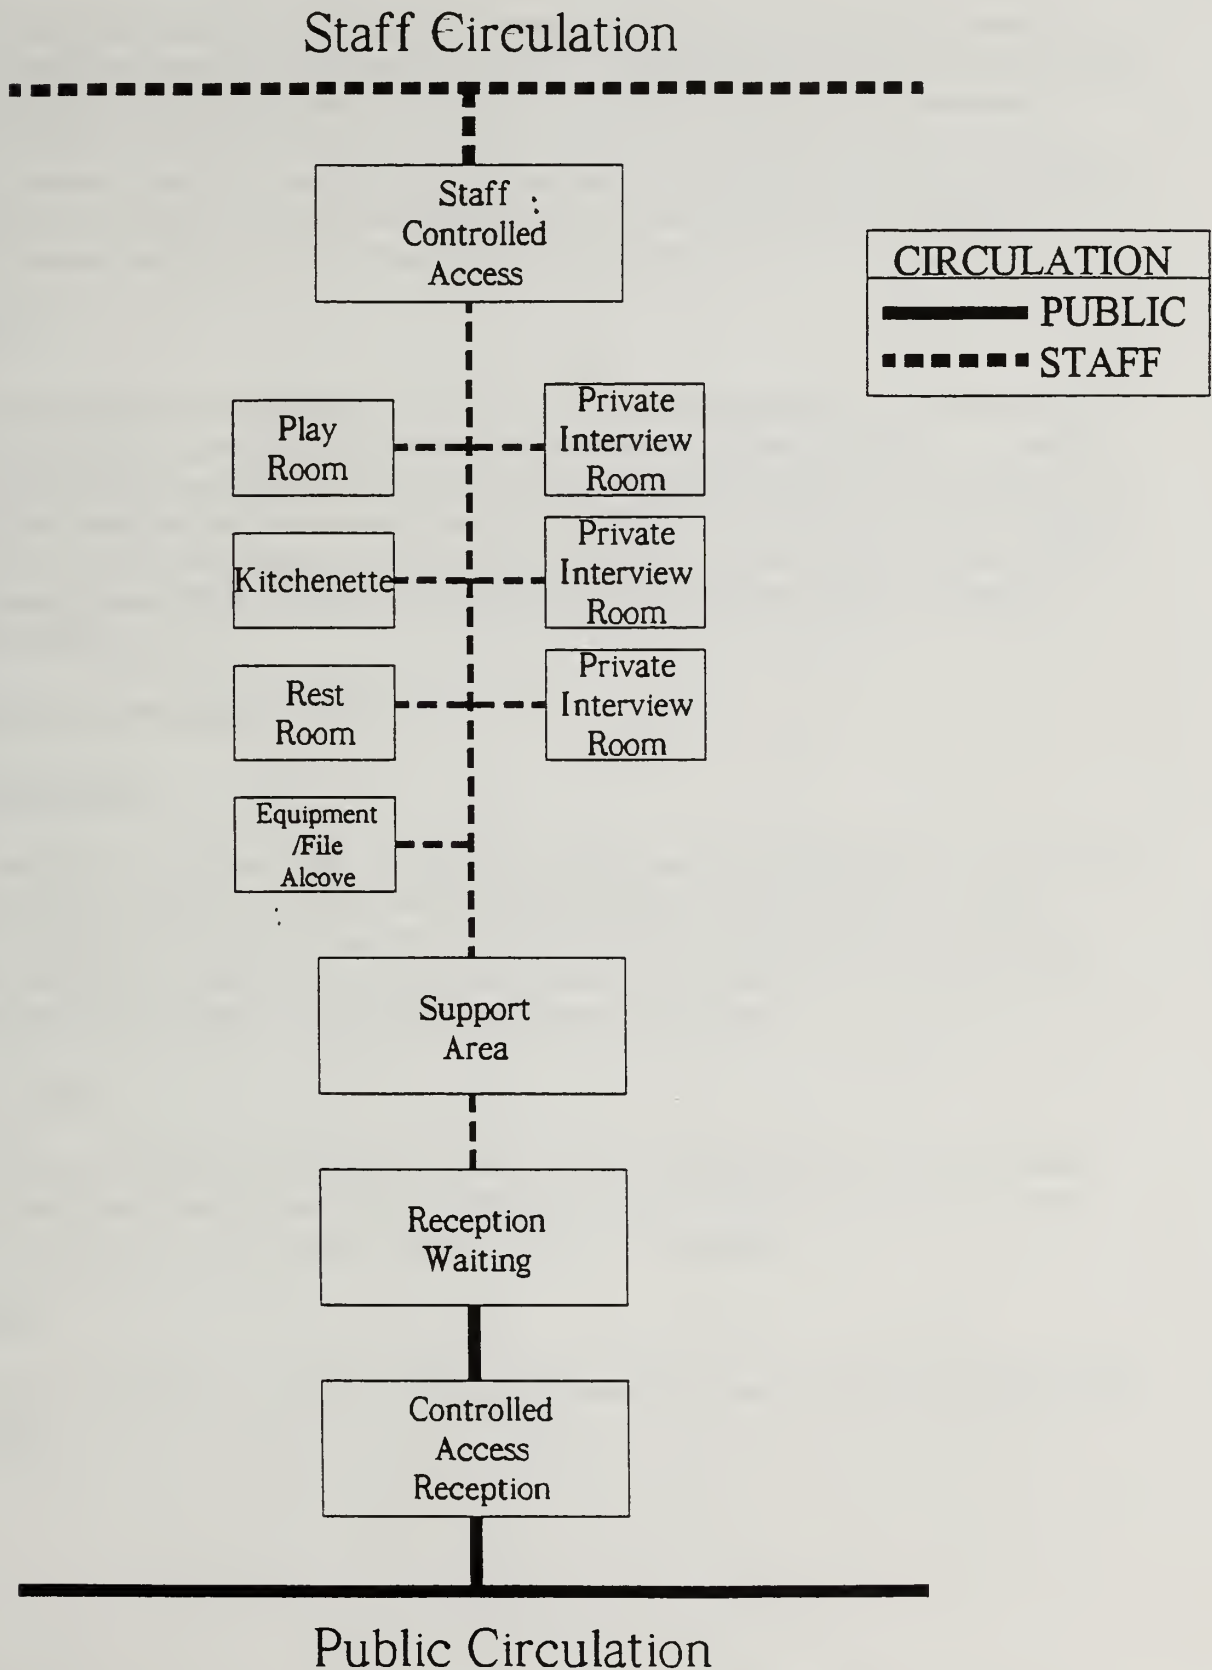 Staff Circulation
Staff
Controlled
Access
CIRCULATION
PUBLIC
STAFF
Play
Room
Private
Interview
Room
Kitchenette
Private
Interview
Room
Rest
Room
Private
Interview
Room
Equipment
/File
Alcove
Support
Area
Reception
Waiting
Controlled
Access
Reception
Public Circulation